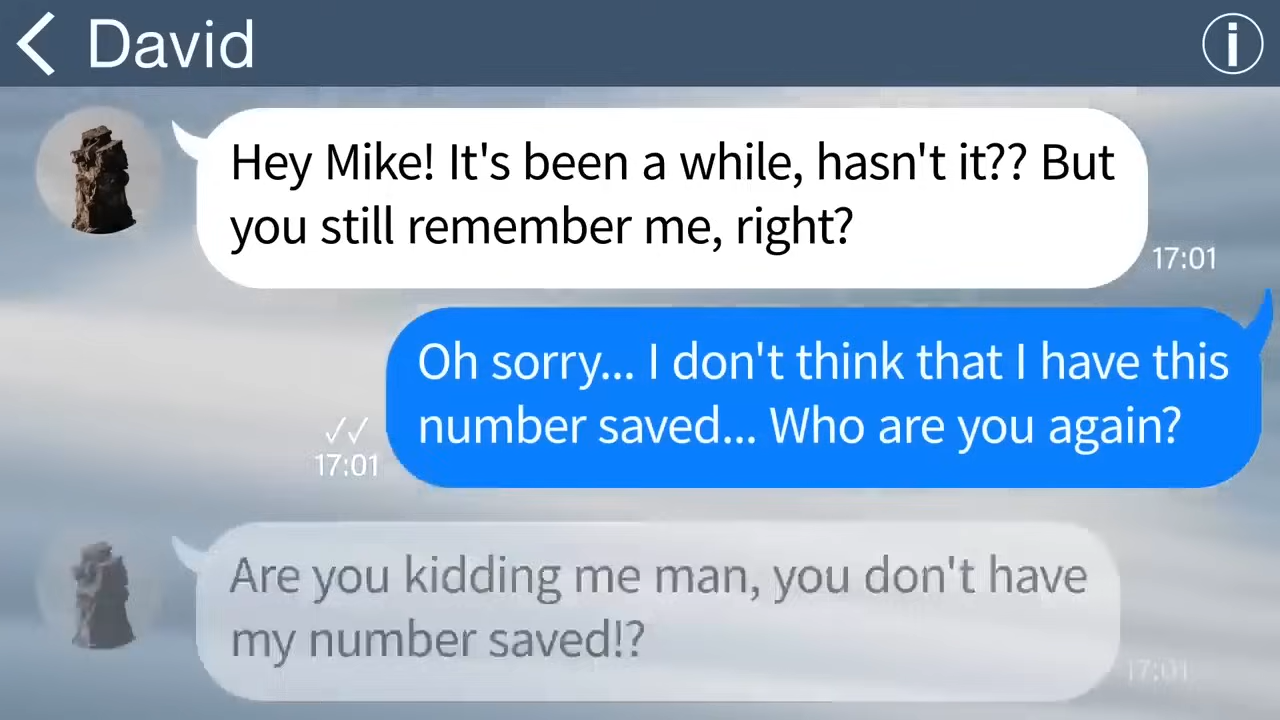 David
Hey Mike! It's been a while, hasn't it?? But
you still remember me, right?
17:01
Oh sorry... I don't think that I have this
number saved... Who are you again?
17:01
Are you kidding me man, you don't have
my number saved!?
17:01